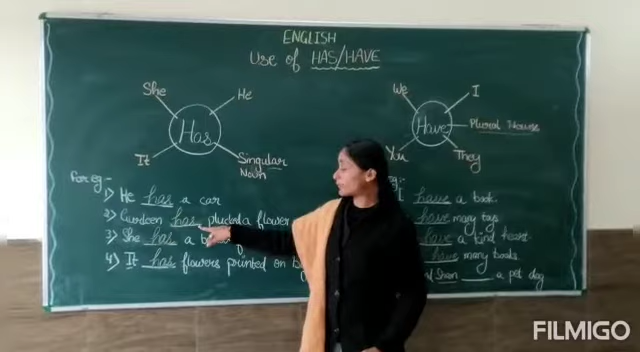 ENGLISH
Use of HAS/HAVE
She
He
Has
It
Singular
Noun
We
I
Have
Plural Nouns
You
They
For eg:-
1) He has a car
2) Gurdeen has plucked a flower
3) She has a
4) It has flowers printed on
I have a book.
have many toys
have a kind heart.
have many books.
a pet dog
FILMIGO